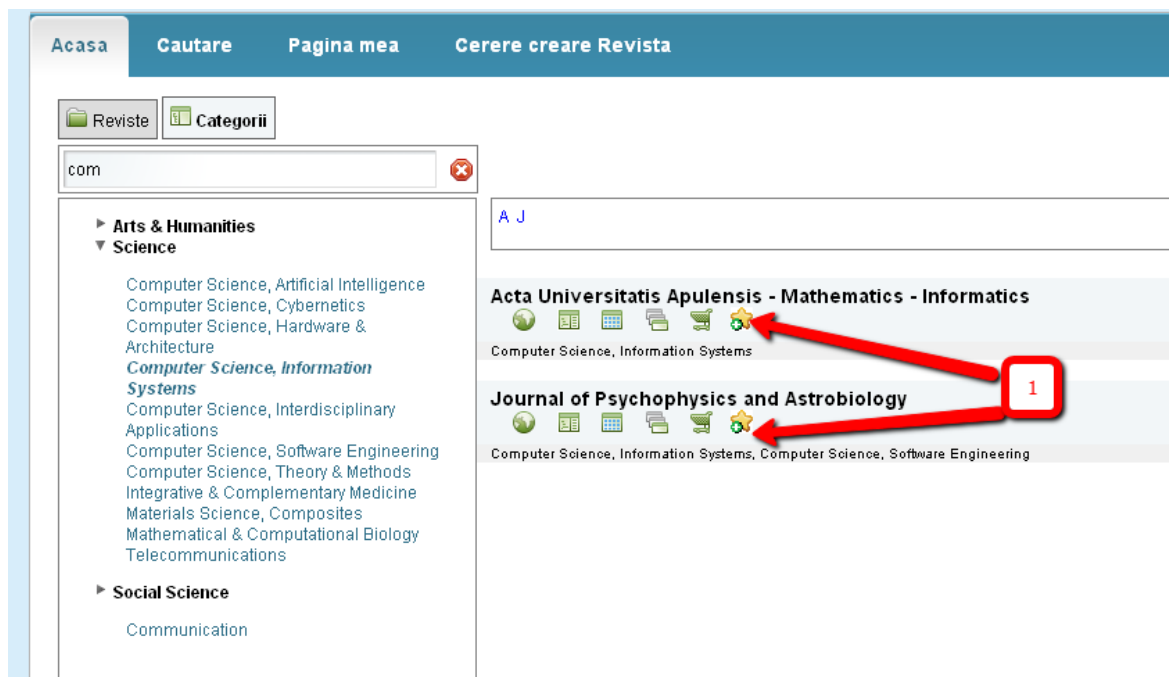 Acasa Cautare Pagina mea Cerere creare Revista
Reviste Categorii
com
Arts & Humanities
Science
Computer Science, Artificial Intelligence
Computer Science, Cybernetics
Computer Science, Hardware &
Architecture
Computer Science, Information
Systems
Computer Science, Interdisciplinary
Applications
Computer Science, Software Engineering
Computer Science, Theory & Methods
Integrative & Complementary Medicine
Materials Science, Composites
Mathematical & Computational Biology
Telecommunications
Social Science
Communication
A J
Acta Universitatis Apulensis - Mathematics - Informatics
Computer Science, Information Systems
Journal of Psychophysics and Astrobiology
Computer Science, Information Systems, Computer Science, Software Engineering
1